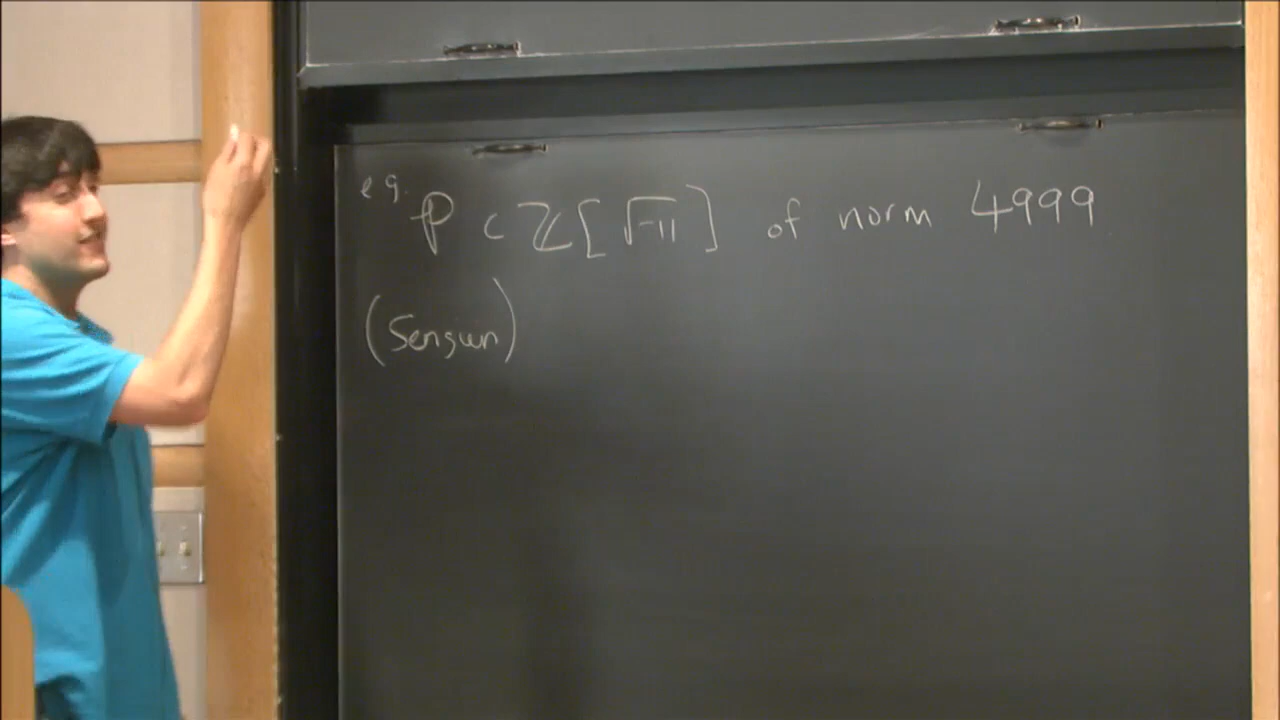 e.g. P ⊂ ℤ[√-11] of norm 4999
(Sengun)